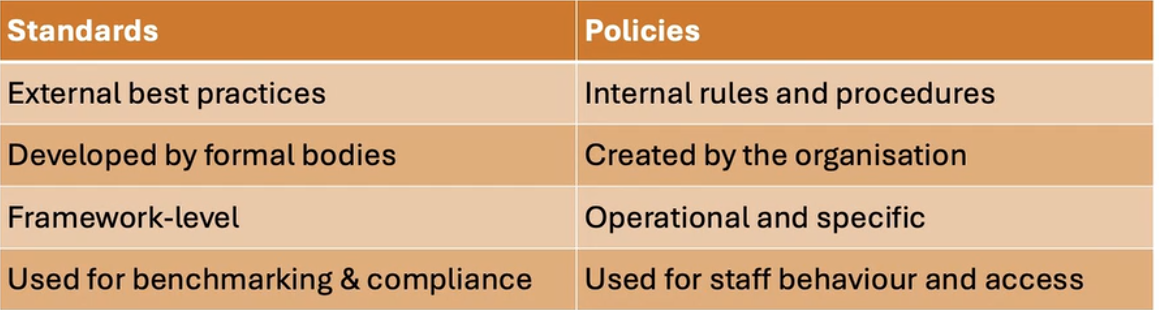 Standards
Policies
External best practices
Internal rules and procedures
Developed by formal bodies
Created by the organisation
Framework-level
Operational and specific
Used for benchmarking & compliance
Used for staff behaviour and access